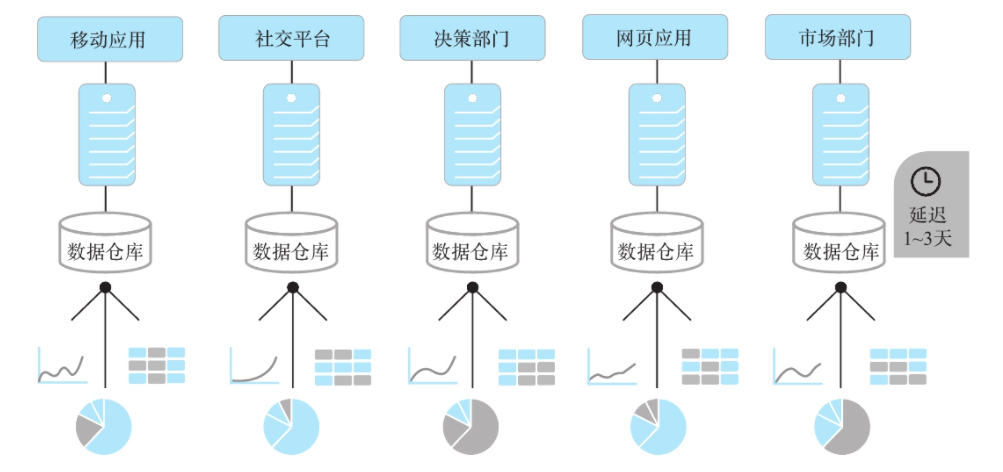 移动应用
社交平台
决策部门
网页应用
市场部门
数据仓库
数据仓库
数据仓库
数据仓库
数据仓库
延迟
1~3天